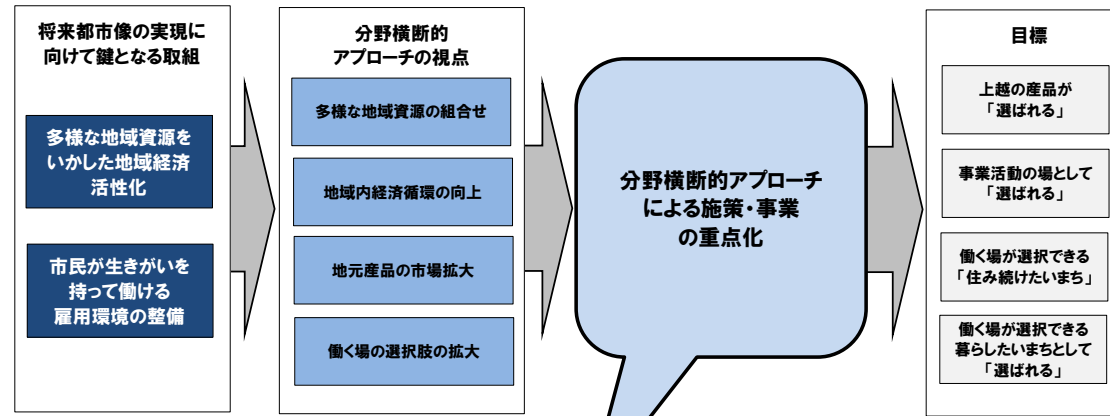 将来都市像の実現に
向けて鍵となる取組
多様な地域資源を
いかした地域経済
活性化
市民が生きがいを
持って働ける
雇用環境の整備
分野横断的
アプローチの視点
多様な地域資源の組合せ
地域内経済循環の向上
地元産品の市場拡大
働く場の選択肢の拡大
分野横断的アプローチ
による施策・事業
の重点化
目標
上越の産品が
「選ばれる」
事業活動の場として
「選ばれる」
働く場が選択できる
「住み続けたいまち」
働く場が選択できる
暮らしたいまちとして
「選ばれる」